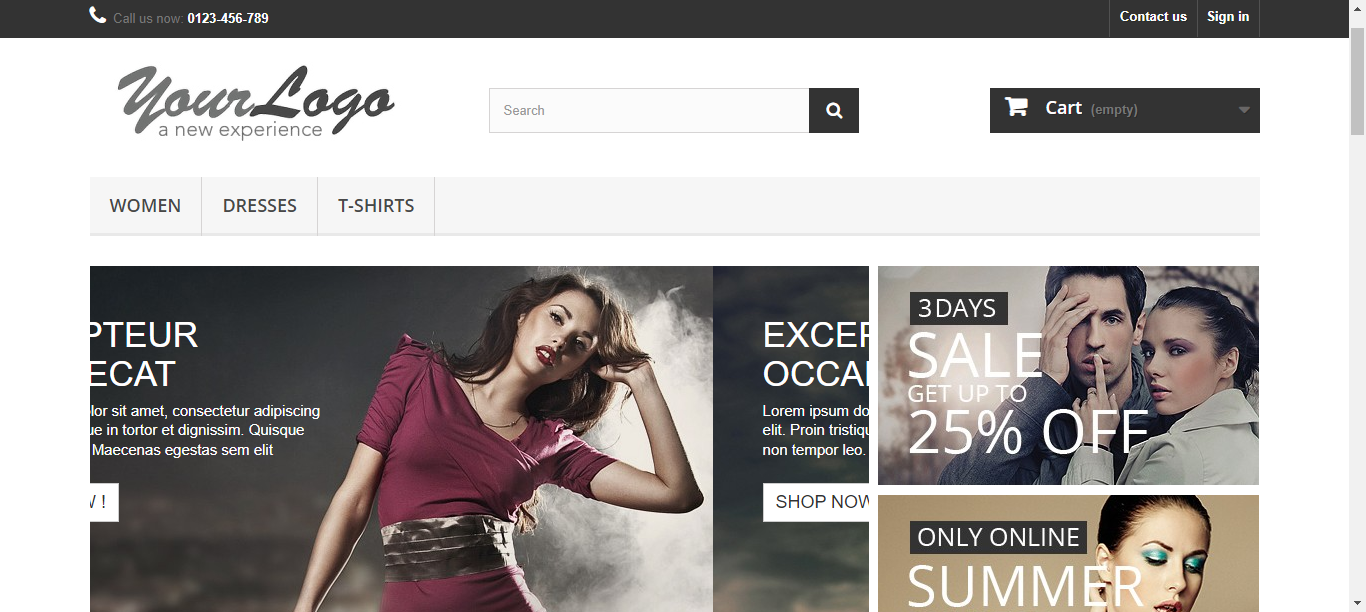 Call us now: 0123-456-789
Contact us
Sign in
YourLogo
a new experience
Search
Cart (empty)
WOMEN
DRESSES
T-SHIRTS
PTEUR
ECAT
lor sit amet, consectetur adipiscing
ue in tortor et dignissim. Quisque
Maecenas egestas sem elit
W !
EXCEP
OCCAE
Lorem ipsum do
elit. Proin tristiqu
non tempor leo.
SHOP NOW
3 DAYS
SALE
GET UP TO
25% OFF
ONLY ONLINE
SUMMER